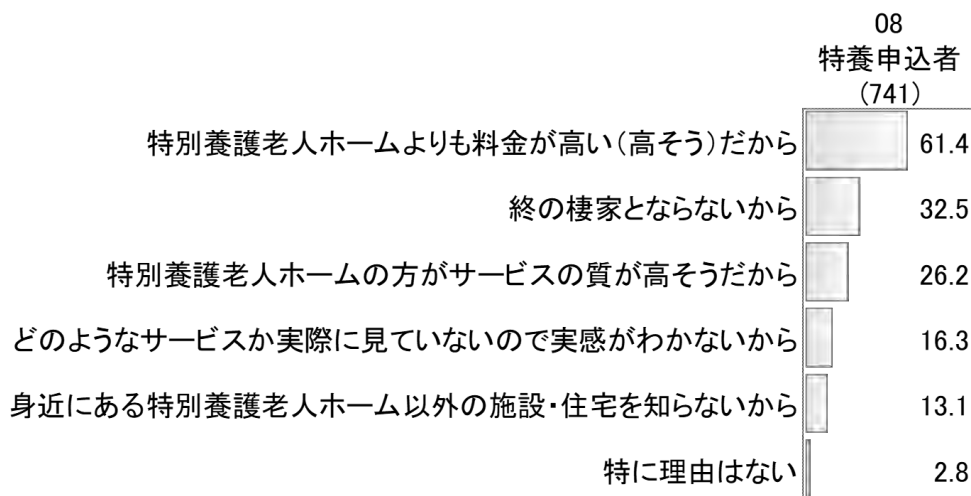 08
特養申込者
(741)
特別養護老人ホームよりも料金が高い(高そう)だから 61.4
終の棲家とならないから 32.5
特別養護老人ホームの方がサービスの質が高そうだから 26.2
どのようなサービスか実際に見ていないので実感がわかないから 16.3
身近にある特別養護老人ホーム以外の施設・住宅を知らないから 13.1
特に理由はない 2.8